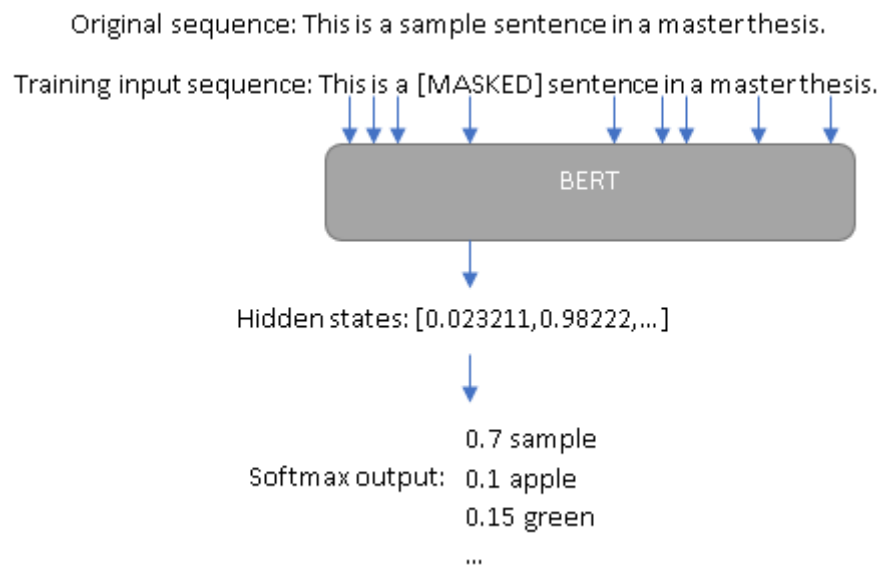 Original sequence: This is a sample sentence in a master thesis.
Training input sequence: This is a [MASKED] sentence in a master thesis.
BERT
Hidden states: [0.023211,0.98222,...]
0.7 sample
Softmax output: 0.1 apple
0.15 green
...